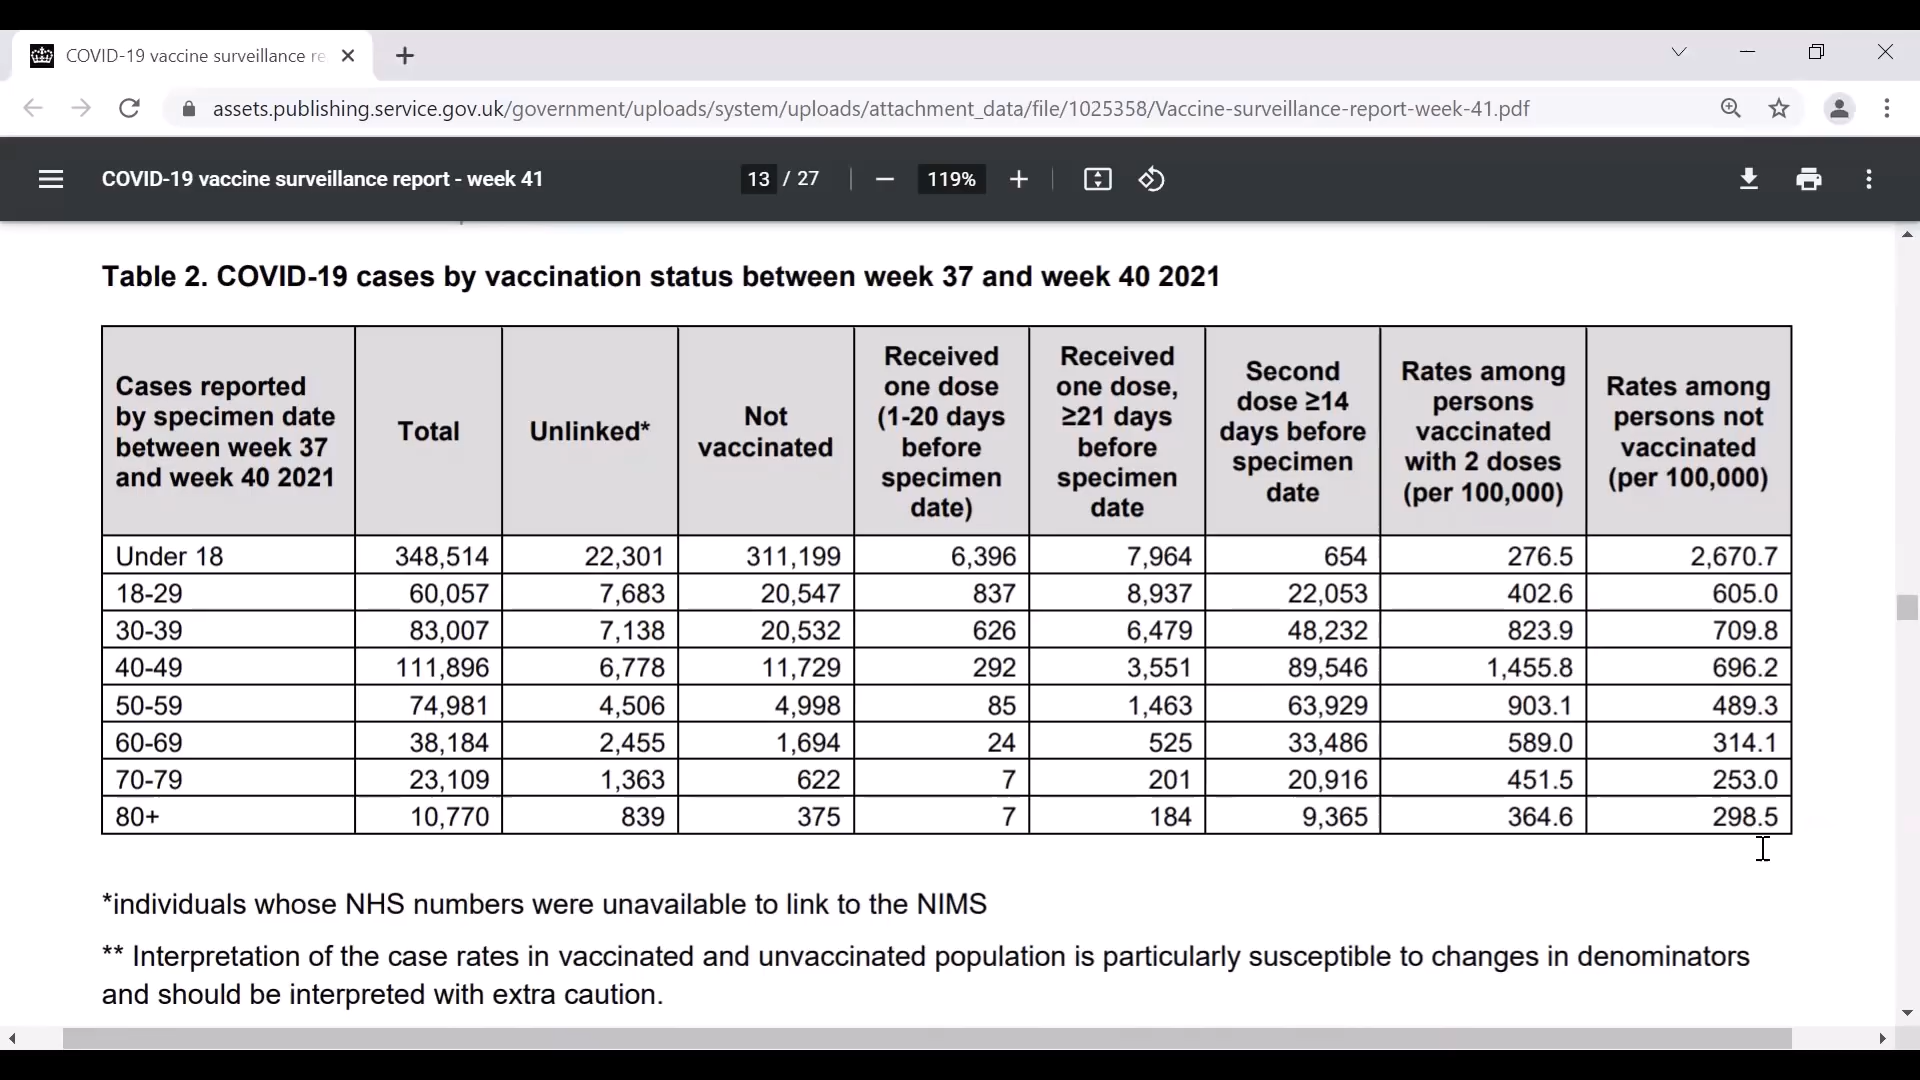 COVID-19 vaccine surveillance re
assets.publishing.service.gov.uk/government/uploads/system/uploads/attachment_data/file/1025358/Vaccine-surveillance-report-week-41.pdf
COVID-19 vaccine surveillance report - week 41 13 / 27 119%
Table 2. COVID-19 cases by vaccination status between week 37 and week 40 2021
Cases reported
by specimen date
between week 37
and week 40 2021
Total
Unlinked*
Not
vaccinated
Received
one dose
(1-20 days
before
specimen
date)
Received
one dose,
≥21 days
before
specimen
date
Second
dose ≥14
days before
specimen
date
Rates among
persons
vaccinated
with 2 doses
(per 100,000)
Rates among
persons not
vaccinated
(per 100,000)
Under 18 348,514 22,301 311,199 6,396 7,964 654 276.5 2,670.7
18-29 60,057 7,683 20,547 837 8,937 22,053 402.6 605.0
30-39 83,007 7,138 20,532 626 6,479 48,232 823.9 709.8
40-49 111,896 6,778 11,729 292 3,551 89,546 1,455.8 696.2
50-59 74,981 4,506 4,998 85 1,463 63,929 903.1 489.3
60-69 38,184 2,455 1,694 24 525 33,486 589.0 314.1
70-79 23,109 1,363 622 7 201 20,916 451.5 253.0
80+ 10,770 839 375 7 184 9,365 364.6 298.5
*individuals whose NHS numbers were unavailable to link to the NIMS
** Interpretation of the case rates in vaccinated and unvaccinated population is particularly susceptible to changes in denominators
and should be interpreted with extra caution.